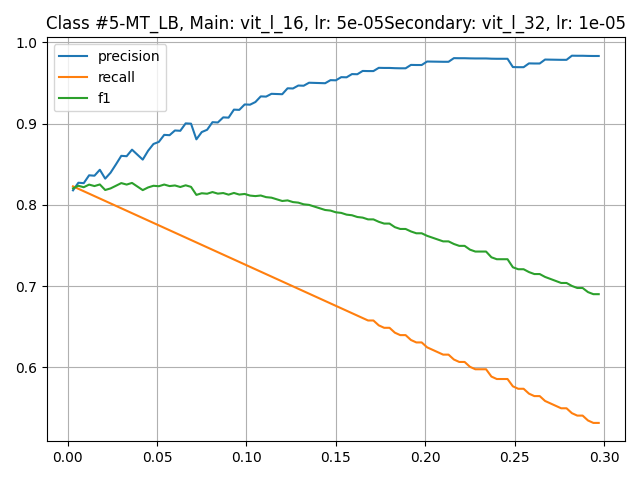 Class #5-MT_LB, Main: vit_l_16, lr: 5e-05Secondary: vit_l_32, lr: 1e-05
precision
recall
f1
1.0
0.9
0.8
0.7
0.6
0.00 0.05 0.10 0.15 0.20 0.25 0.30